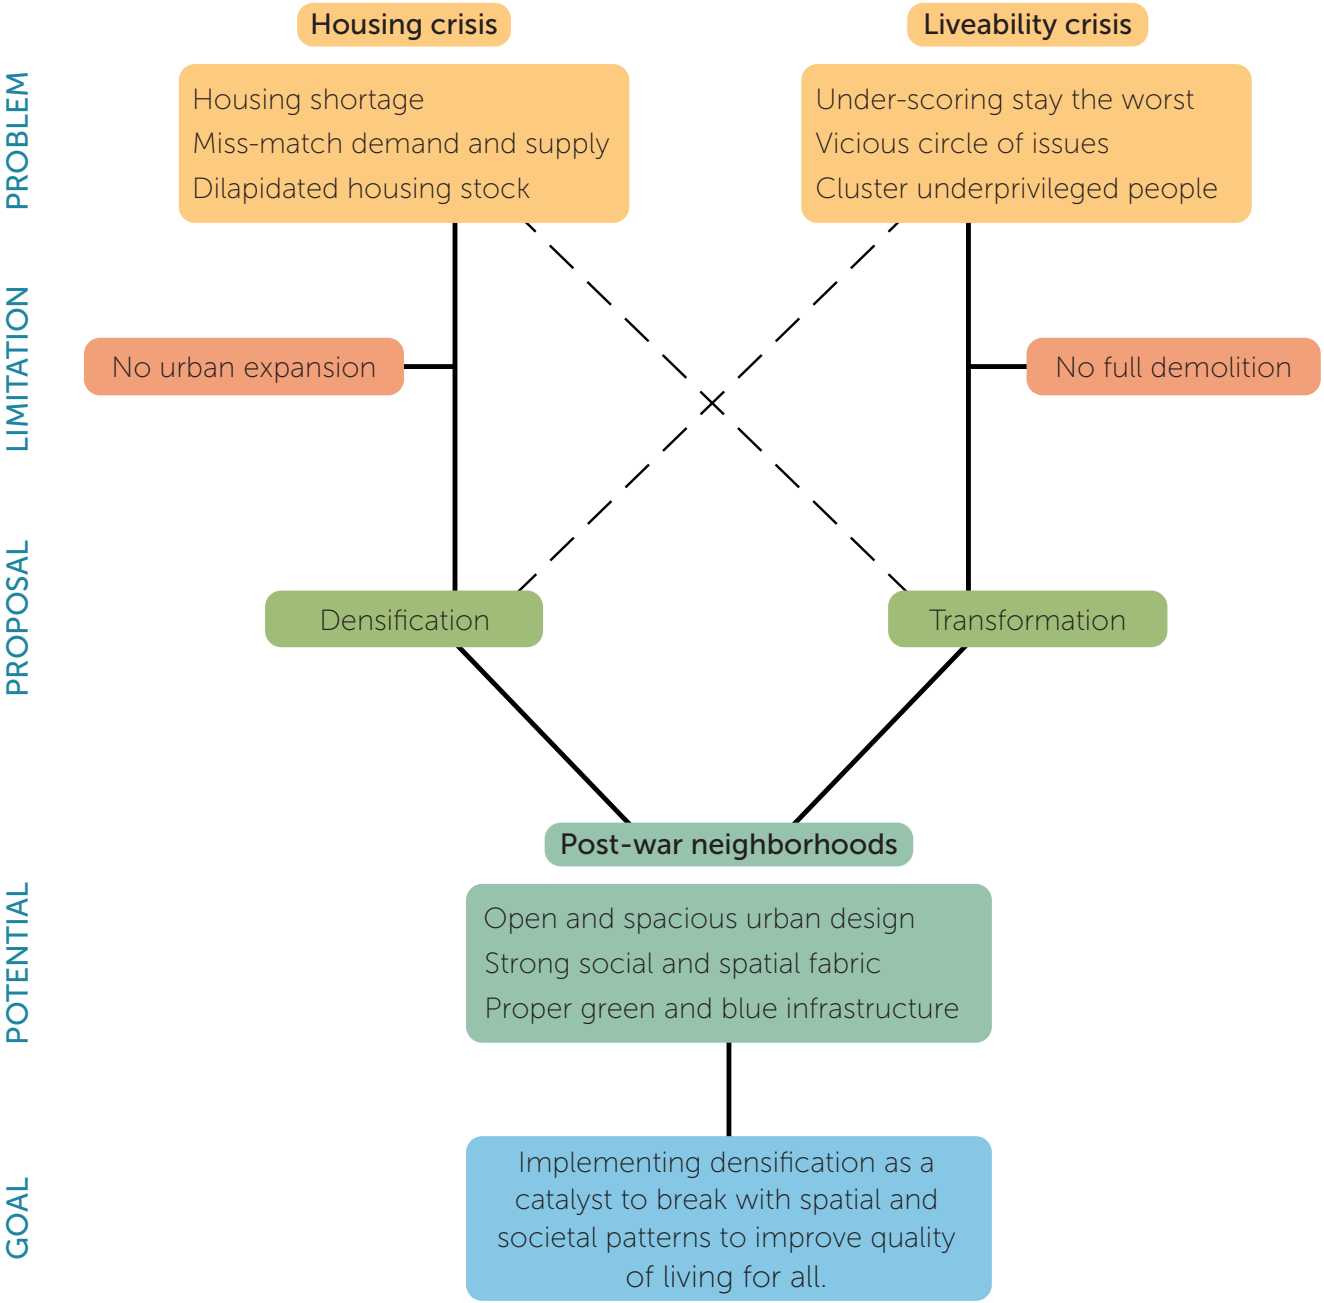 Housing crisis
Liveability crisis
PROBLEM
Housing shortage
Miss-match demand and supply
Dilapidated housing stock
Under-scoring stay the worst
Vicious circle of issues
Cluster underprivileged people
LIMITATION
No urban expansion
No full demolition
PROPOSAL
Densification
Transformation
Post-war neighborhoods
POTENTIAL
Open and spacious urban design
Strong social and spatial fabric
Proper green and blue infrastructure
GOAL
Implementing densification as a
catalyst to break with spatial and
societal patterns to improve quality
of living for all.